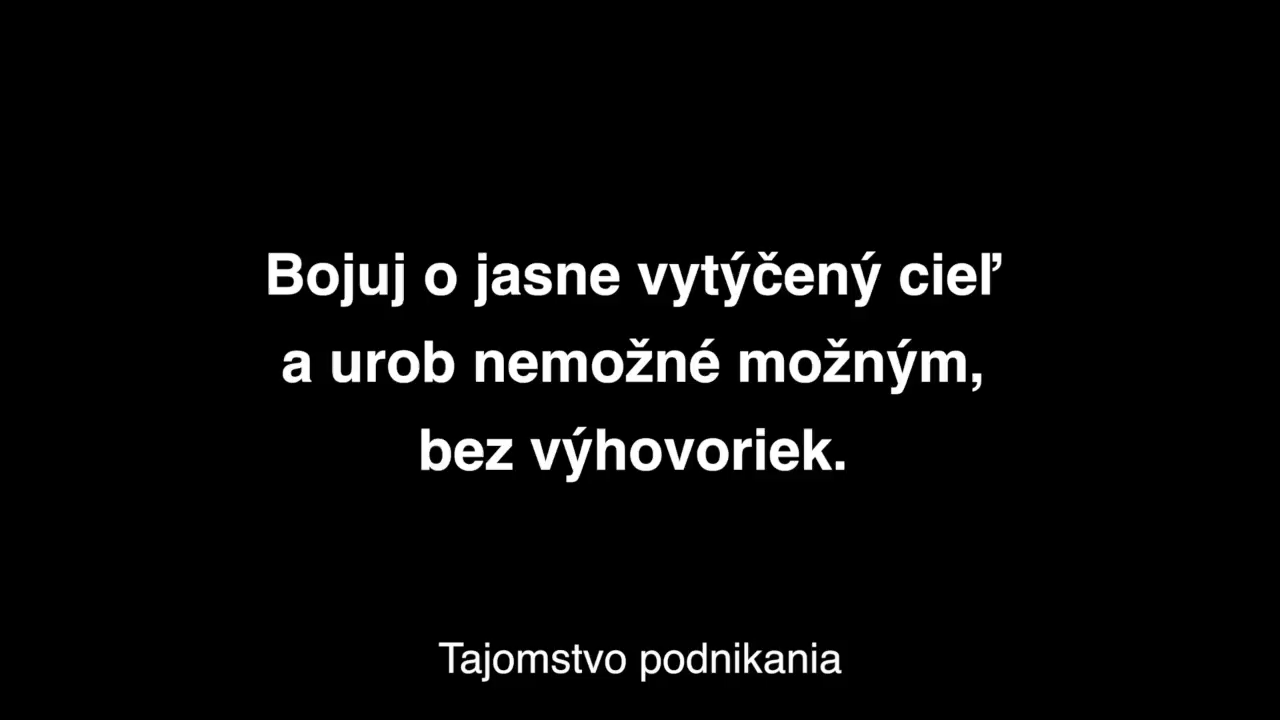 Bojuj o jasne vytýčený cieľ
a urob nemožné možným,
bez výhovoriek.
Tajomstvo podnikania